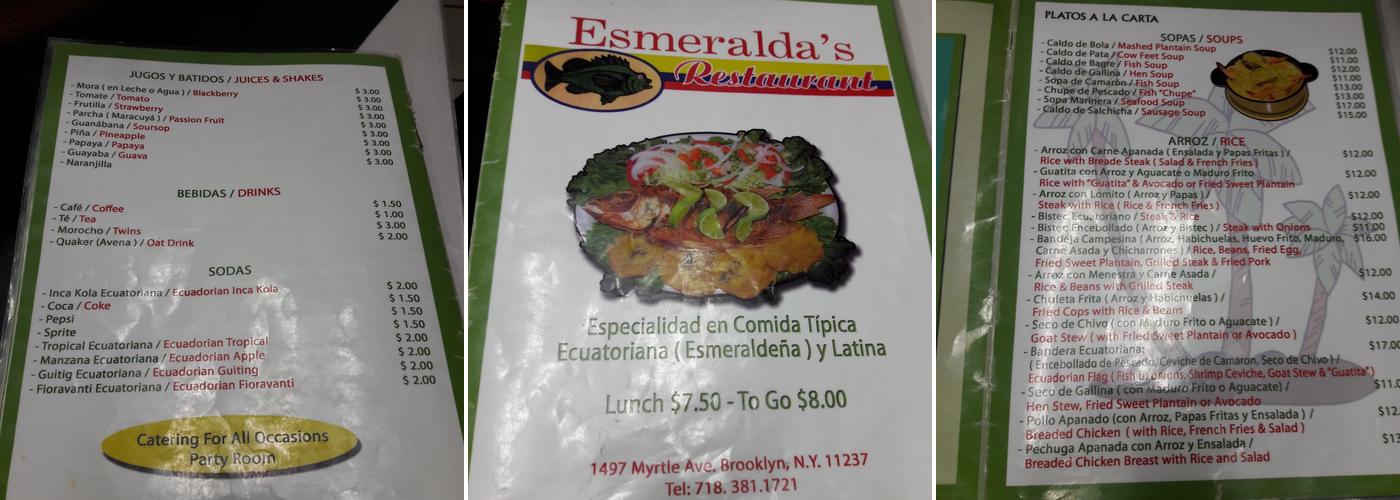 JUGOS Y BATIDOS / JUICES & SHAKES
- Mora ( en Leche o Agua ) / Blackberry $ 3.00
- Tomate / Tomato $ 3.00
- Frutilla / Strawberry $ 3.00
- Parcha ( Maracuyá ) / Passion Fruit $ 3.00
- Guanábana / Soursop $ 3.00
- Piña / Pineapple $ 3.00
- Papaya / Papaya $ 3.00
- Guayaba / Guava $ 3.00
- Naranjilla $ 3.00
BEBIDAS / DRINKS
- Café / Coffee $ 1.50
- Té / Tea $ 1.00
- Morocho / Twins $ 3.00
- Quaker (Avena ) / Oat Drink $ 2.00
SODAS
- Inca Kola Ecuatoriana / Ecuadorian Inca Kola $ 2.00
- Coca / Coke $ 1.50
- Pepsi $ 1.50
- Sprite $ 1.50
- Tropical Ecuatoriana / Ecuadorian Tropical $ 2.00
- Manzana Ecuatoriana / Ecuadorian Apple $ 2.00
- Guitig Ecuatoriana / Ecuadorian Guiting $ 2.00
- Fioravanti Ecuatoriana / Ecuadorian Fioravanti $ 2.00
Catering For All Occasions
Party Room
Esmeralda's
Restaurant
Especialidad en Comida Típica
Ecuatoriana ( Esmeraldeña ) y Latina
Lunch $7.50 - To Go $8.00
1497 Myrtle Ave. Brooklyn, N.Y. 11237
Tel: 718. 381.1721
PLATOS A LA CARTA
SOPAS / SOUPS
- Caldo de Bola / Mashed Plantain Soup $12.00
- Caldo de Pata / Cow Feet Soup $11.00
- Caldo de Bagre / Fish Soup $12.00
- Caldo de Gallina / Hen Soup $11.00
- Sopa de Camarón / Fish Soup $13.00
- Chupe de Pescado / Fish "Chupe" $13.00
- Sopa Marinera / Seafood Soup $17.00
- Caldo de Salchicha / Sausage Soup $15.00
ARROZ / RICE
- Arroz con Carne Apanada ( Ensalada y Papas Fritas ) / $12.00
Rice with Breade Steak ( Salad & French Fries )
- Guatita con Arroz y Aguacate o Maduro Frito $12.00
Rice with "Guatita" & Avocado or Fried Sweet Plantain
- Arroz con Lomito ( Arroz y Papas ) / $12.00
Steak with Rice ( Rice & French Fries )
- Bistec Ecuatoriano / Steak & Rice $12.00
- Bistec Encebollado ( Arroz y Bistec ) / Steak with Onions $11.00
- Bandeja Campesina ( Arroz, Habichuelas, Huevo Frito, Maduro, $16.00
Carne Asada y Chicharrones ) / Rice, Beans, Fried Egg,
Fried Sweet Plantain, Grilled Steak & Fried Pork
- Arroz con Menestra y Carne Asada / $12.00
Rice & Beans with Grilled Steak
- Chuleta Frita ( Arroz y Habichuelas ) / $14.00
Fried Cops with Rice & Beans
- Seco de Chivo ( con Maduro Frito o Aguacate ) / $12.00
Goat Stew ( with Fried Sweet Plantain or Avocado )
- Bandera Ecuatoriana: $17.00
( Encebollado de Pescado, Ceviche de Camaron, Seco de Chivo ) /
Ecuadorian Flag ( Fish in onions, Shrimp Ceviche, Goat Stew & "Guatita" )
- Seco de Gallina ( con Maduro Frito o Aguacate) / $11.0
Hen Stew, Fried Sweet Plantain or Avocado
- Pollo Apanado (con Arroz, Papas Fritas y Ensalada ) / $12.
Breaded Chicken ( with Rice, French Fries & Salad )
- Pechuga Apanada con Arroz y Ensalada / $13
Breaded Chicken Breast with Rice and Salad